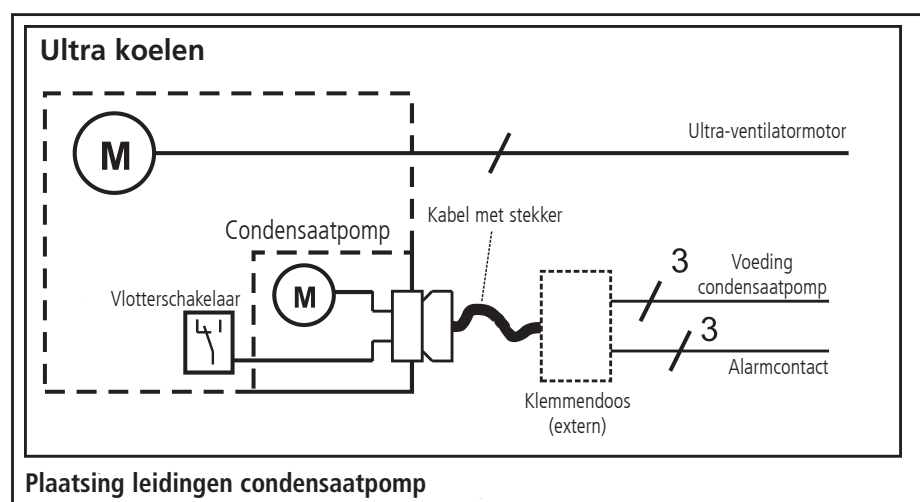 Ultra koelen
M
Ultra-ventilatormotor
Kabel met stekker
Condensaatpomp
M
Vlotterschakelaar
3
Voeding
condensaatpomp
3
Alarmcontact
Klemmendoos
(extern)
Plaatsing leidingen condensaatpomp